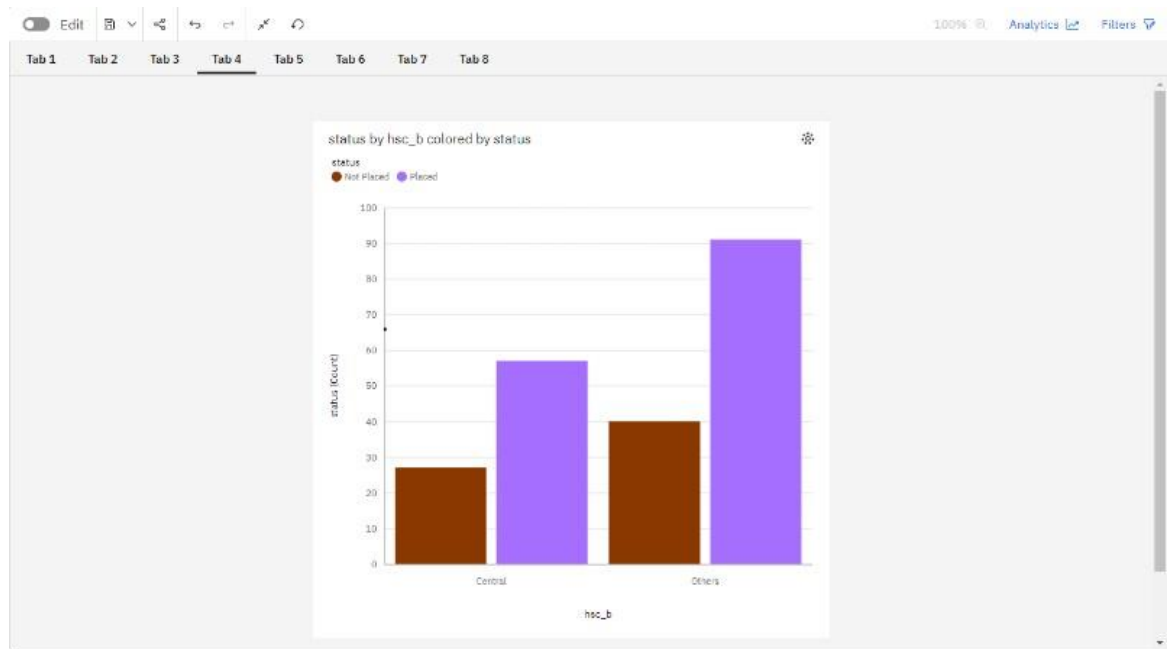 Edit 100% Analytics Filters
Tab 1 Tab 2 Tab 3 Tab 4 Tab 5 Tab 6 Tab 7 Tab 8
status by hsc_b colored by status
status
Not Placed Placed
100
90
80
70
60
50
40
30
20
10
0
status (Count)
Central Others
hsc_b